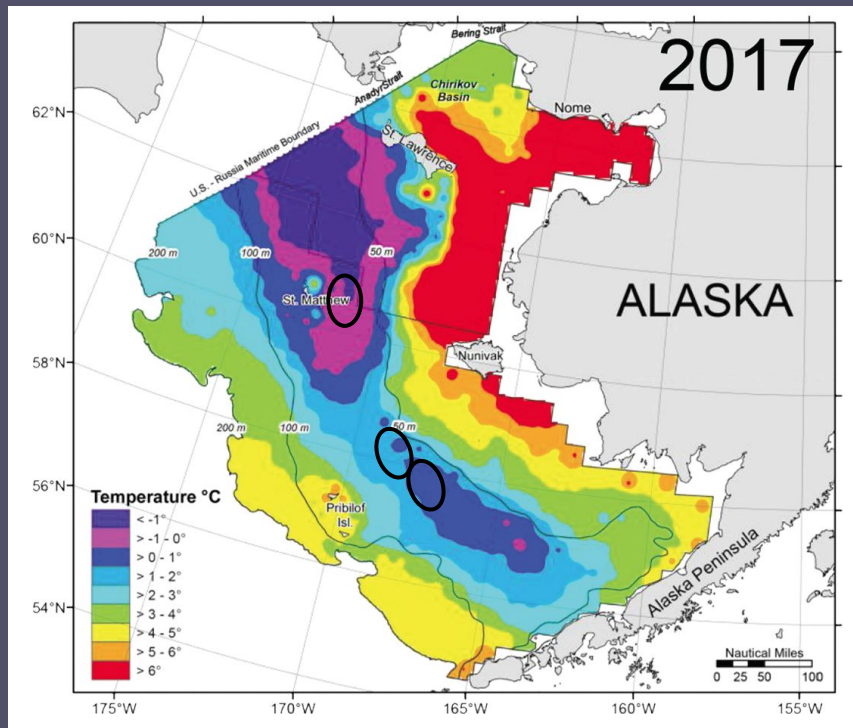 2017
Bering Strait
Anadyr Strait
Chirikov
Basin
Nome
62°N
St. Lawrence
U.S. - Russia Maritime Boundary
60°N
200 m
100 m
50 m
St. Matthew
ALASKA
58°N
Nunivak
200 m
100 m
50 m
56°N
Temperature °C
< -1°
> -1 - 0°
> 0 - 1°
> 1 - 2°
> 2 - 3°
> 3 - 4°
> 4 - 5°
> 5 - 6°
> 6°
Pribilof
Isl.
Alaska Peninsula
54°N
Nautical Miles
0 25 50 100
175°W
170°W
165°W
160°W
155°W